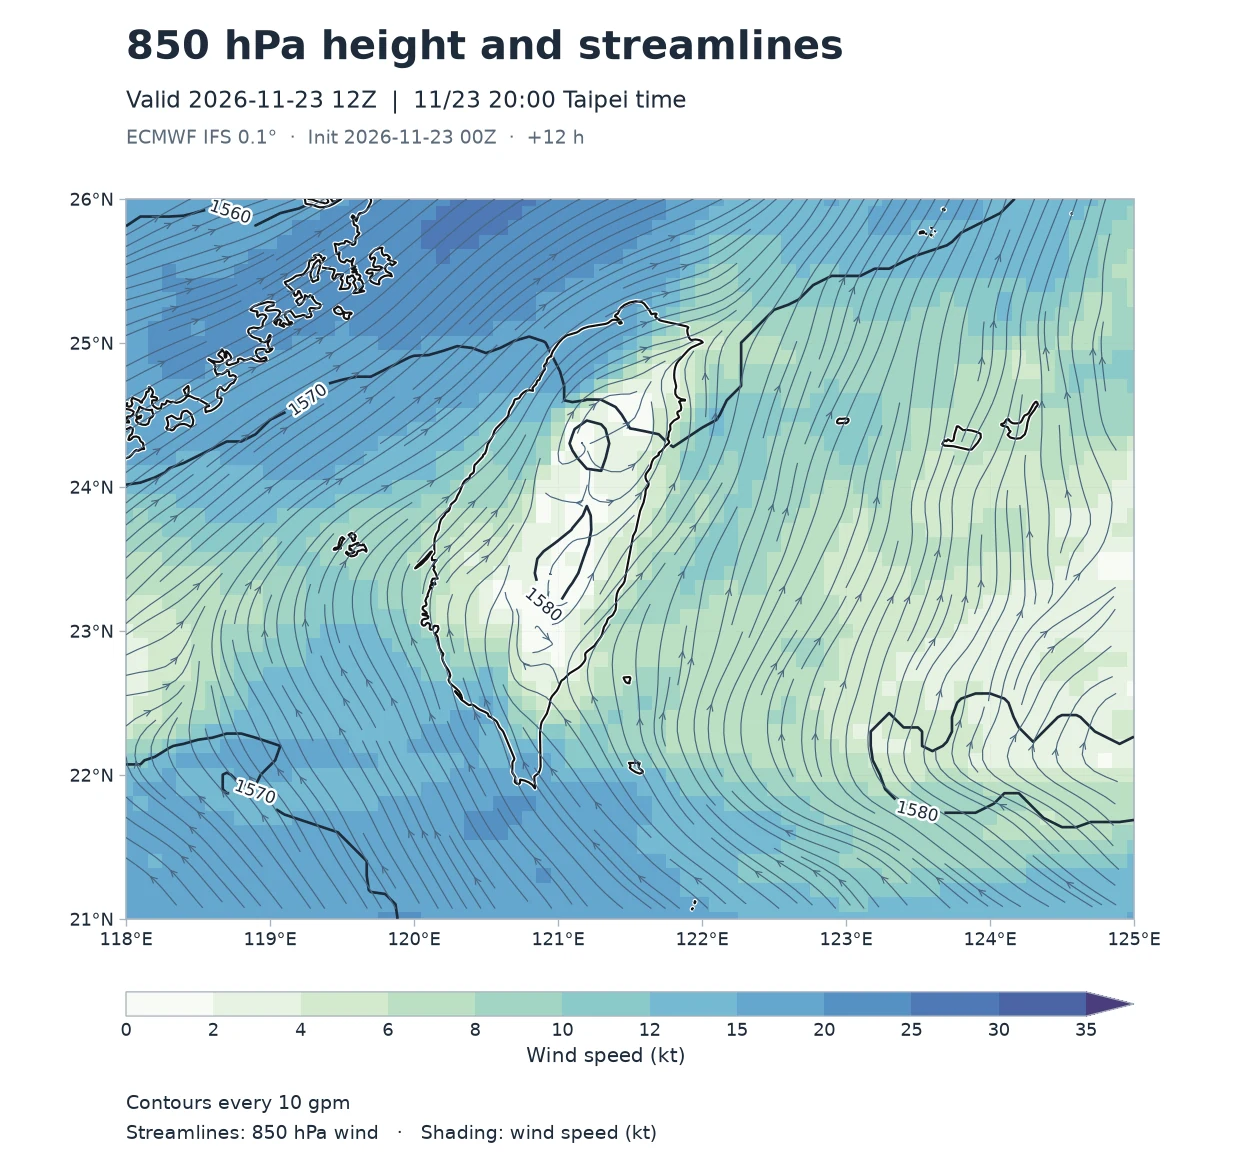 850 hPa height and streamlines
Valid 2026-11-23 12Z | 11/23 20:00 Taipei time
ECMWF IFS 0.1° · Init 2026-11-23 00Z · +12 h
26°N
1560
25°N
1570
24°N
1580
23°N
22°N
1570
1580
21°N
118°E 119°E 120°E 121°E 122°E 123°E 124°E 125°E
0 2 4 6 8 10 12 15 20 25 30 35
Wind speed (kt)
Contours every 10 gpm
Streamlines: 850 hPa wind · Shading: wind speed (kt)